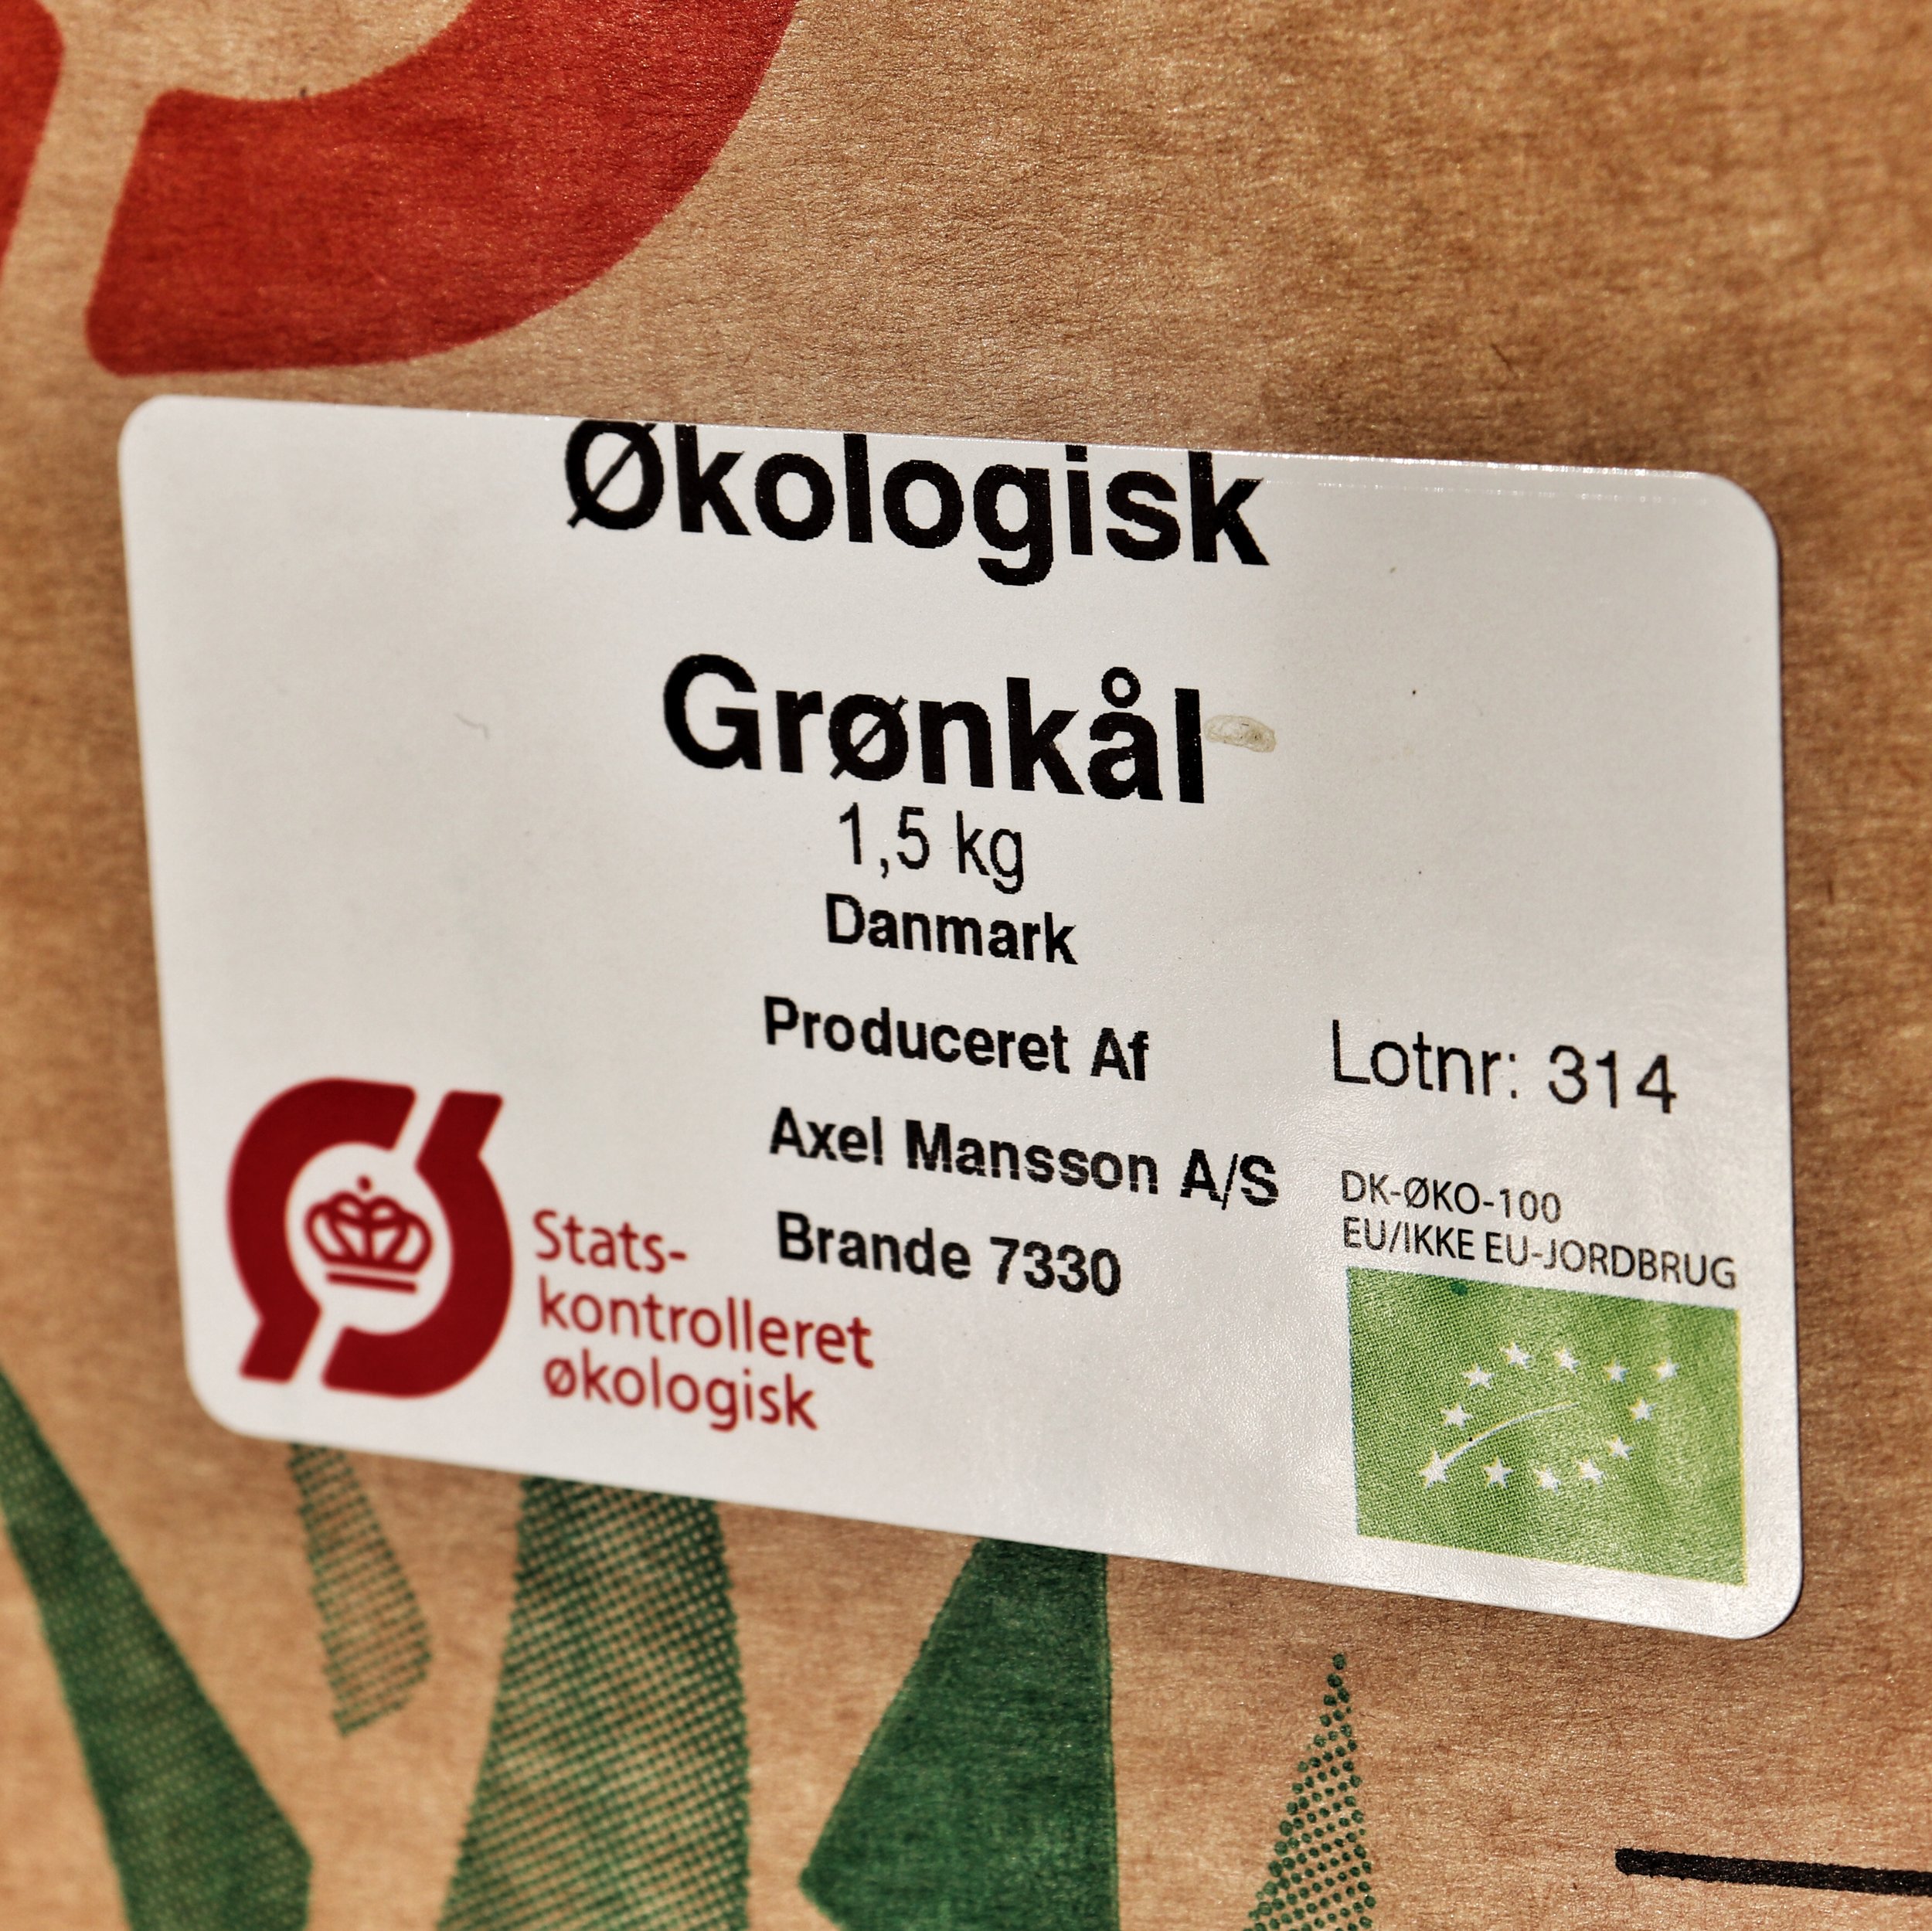 Økologisk
Grønkål
1,5 kg
Danmark
Produceret Af
Axel Mansson A/S
Brande 7330
Lotnr: 314
DK-ØKO-100
EU/IKKE EU-JORDBRUG
Stats-
kontrolleret
økologisk